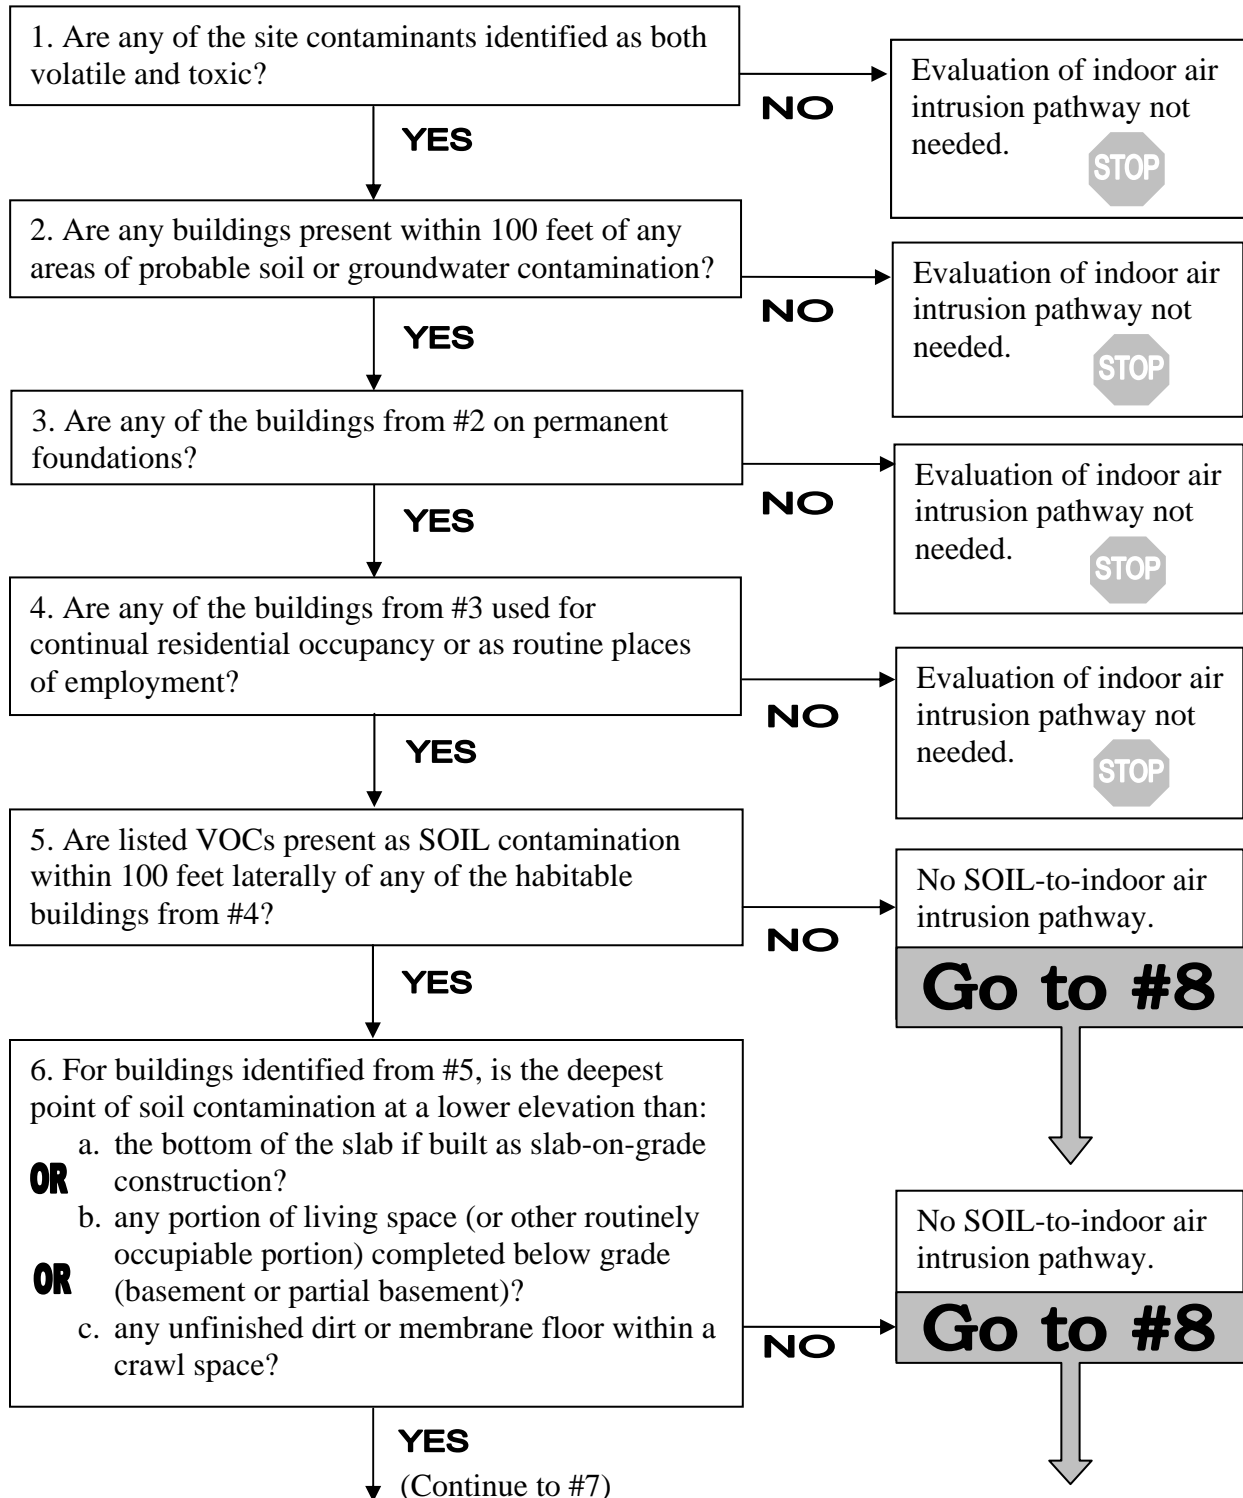 1. Are any of the site contaminants identified as both
volatile and toxic?
NO
Evaluation of indoor air
intrusion pathway not
needed.
STOP
YES
2. Are any buildings present within 100 feet of any
areas of probable soil or groundwater contamination?
NO
Evaluation of indoor air
intrusion pathway not
needed.
STOP
YES
3. Are any of the buildings from #2 on permanent
foundations?
NO
Evaluation of indoor air
intrusion pathway not
needed.
STOP
YES
4. Are any of the buildings from #3 used for
continual residential occupancy or as routine places
of employment?
NO
Evaluation of indoor air
intrusion pathway not
needed.
STOP
YES
5. Are listed VOCs present as SOIL contamination
within 100 feet laterally of any of the habitable
buildings from #4?
NO
No SOIL-to-indoor air
intrusion pathway.
Go to #8
YES
6. For buildings identified from #5, is the deepest
point of soil contamination at a lower elevation than:
a. the bottom of the slab if built as slab-on-grade
construction?
OR
b. any portion of living space (or other routinely
occupiable portion) completed below grade
(basement or partial basement)?
OR
c. any unfinished dirt or membrane floor within a
crawl space?
NO
No SOIL-to-indoor air
intrusion pathway.
Go to #8
YES
(Continue to #7)